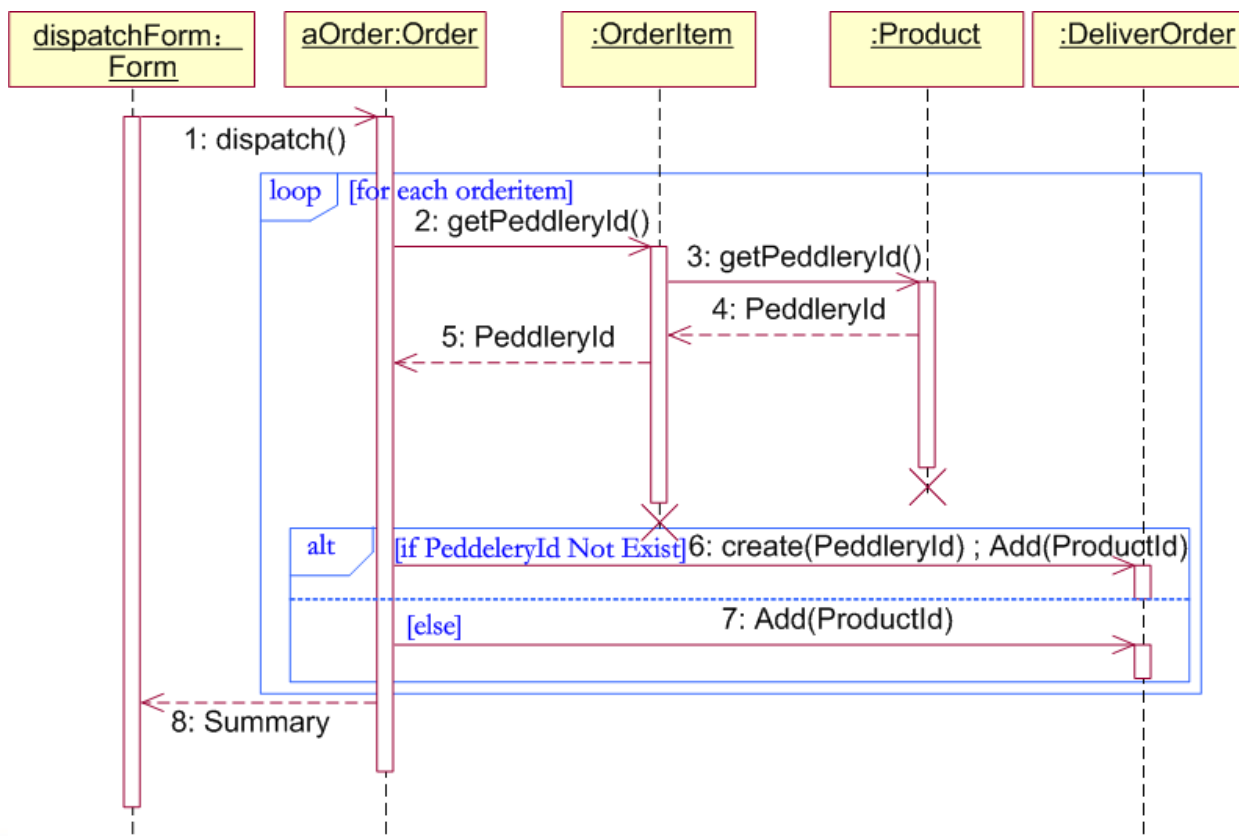 dispatchForm：
Form
aOrder:Order
:OrderItem
:Product
:DeliverOrder
1: dispatch()
loop
[for each orderitem]
2: getPeddleryId()
3: getPeddleryId()
4: PeddleryId
5: PeddleryId
alt
[if PeddeleryId Not Exist]
6: create(PeddleryId) ; Add(ProductId)
7: Add(ProductId)
[else]
8: Summary